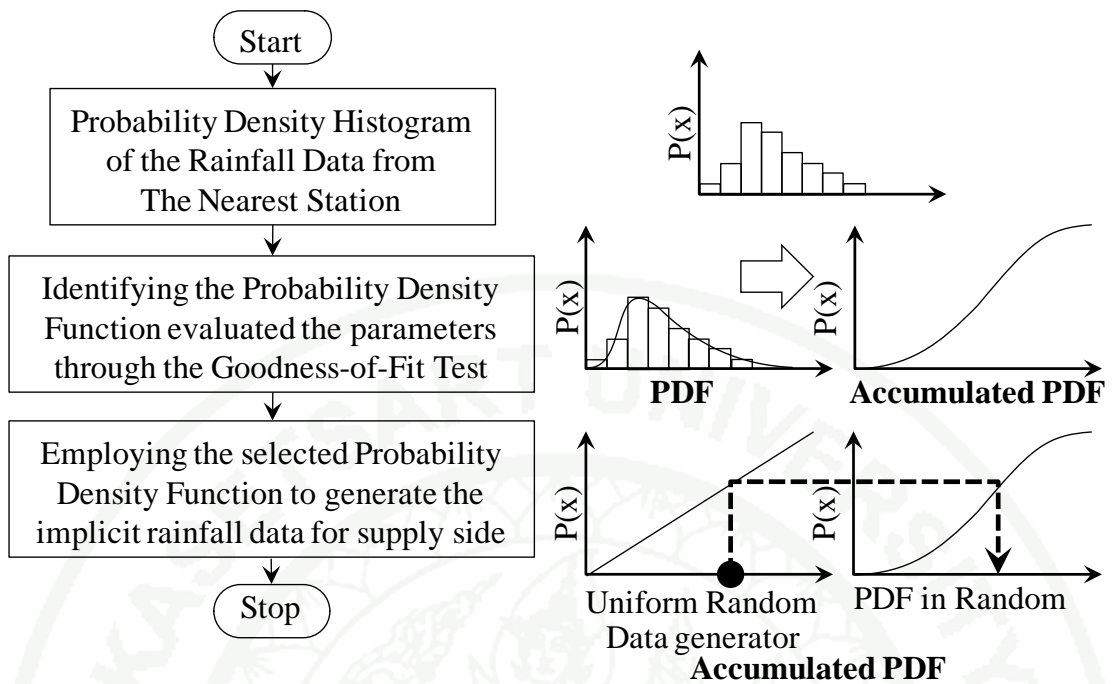 Start
Probability Density Histogram
of the Rainfall Data from
The Nearest Station
P(x)
Identifying the Probability Density
Function evaluated the parameters
through the Goodness-of-Fit Test
P(x)
PDF
P(x)
Accumulated PDF
Employing the selected Probability
Density Function to generate the
implicit rainfall data for supply side
P(x)
Uniform Random
Data generator
P(x)
PDF in Random
Accumulated PDF
Stop
KASETSART UNIVERSITY